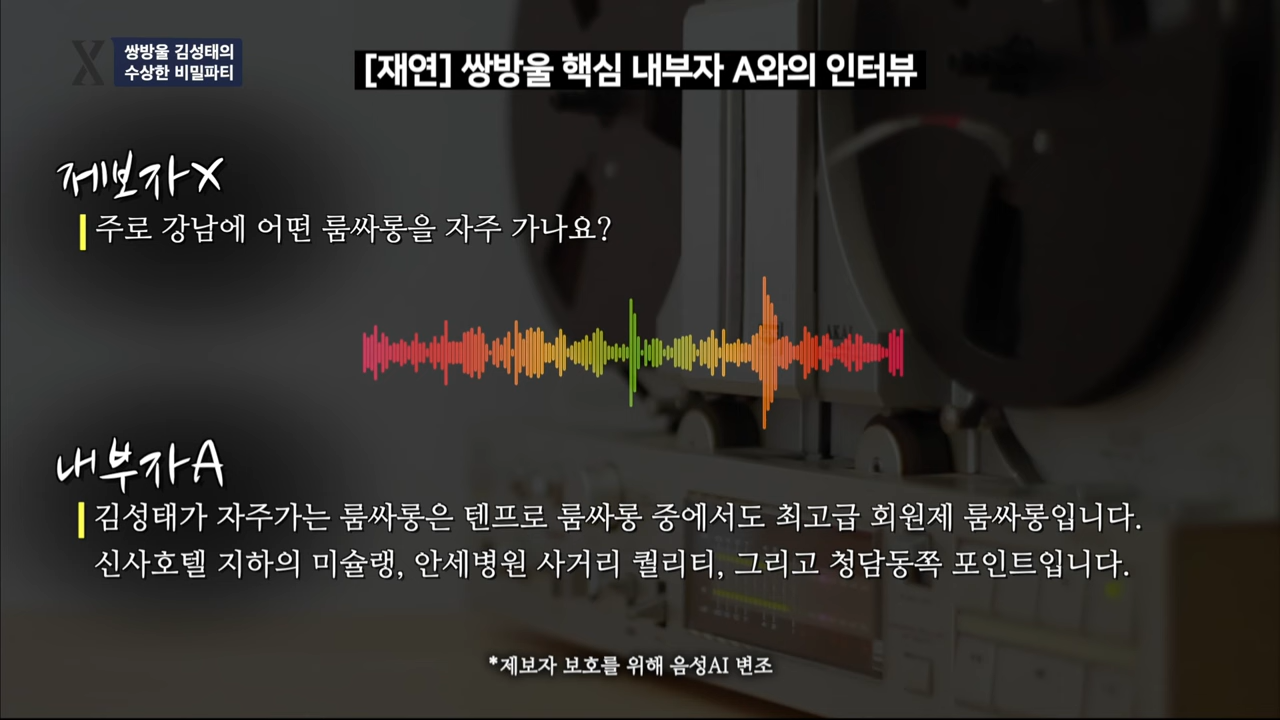 X
쌍방울 김성태의
수상한 비밀파티
[재연] 쌍방울 핵심 내부자 A와의 인터뷰
제보자X
주로 강남에 어떤 룸싸롱을 자주 가나요?
AKAI
내부자A
김성태가 자주가는 룸싸롱은 텐프로 룸싸롱 중에서도 최고급 회원제 룸싸롱입니다.
신사호텔 지하의 미슐랭, 안세병원 사거리 퀄리티, 그리고 청담동쪽 포인트입니다.
*제보자 보호를 위해 음성AI 변조